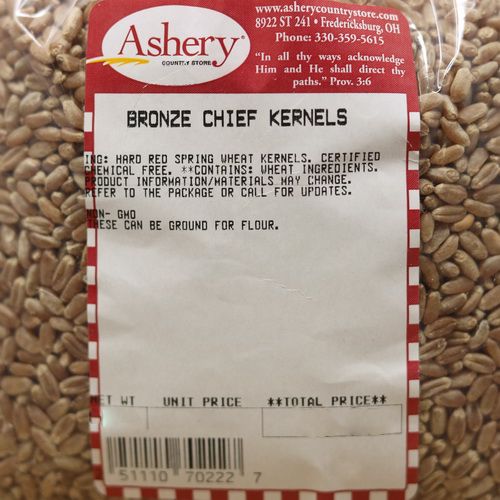 Ashery®
COUNTRY STORE
www.asherycountrystore.com
8922 ST 241 • Fredericksburg, OH
Phone: 330-359-5615
“In all thy ways acknowledge
Him and He shall direct thy
paths.” Prov. 3:6
BRONZE CHIEF KERNELS
ING: HARD RED SPRING WHEAT KERNELS. CERTIFIED
CHEMICAL FREE. **CONTAINS: WHEAT INGREDIENTS.
PRODUCT INFORMATION/MATERIALS MAY CHANGE.
REFER TO THE PACKAGE OR CALL FOR UPDATES.
NON- GMO
THESE CAN BE GROUND FOR FLOUR.
NET WT UNIT PRICE **TOTAL PRICE**
51110 70222 7